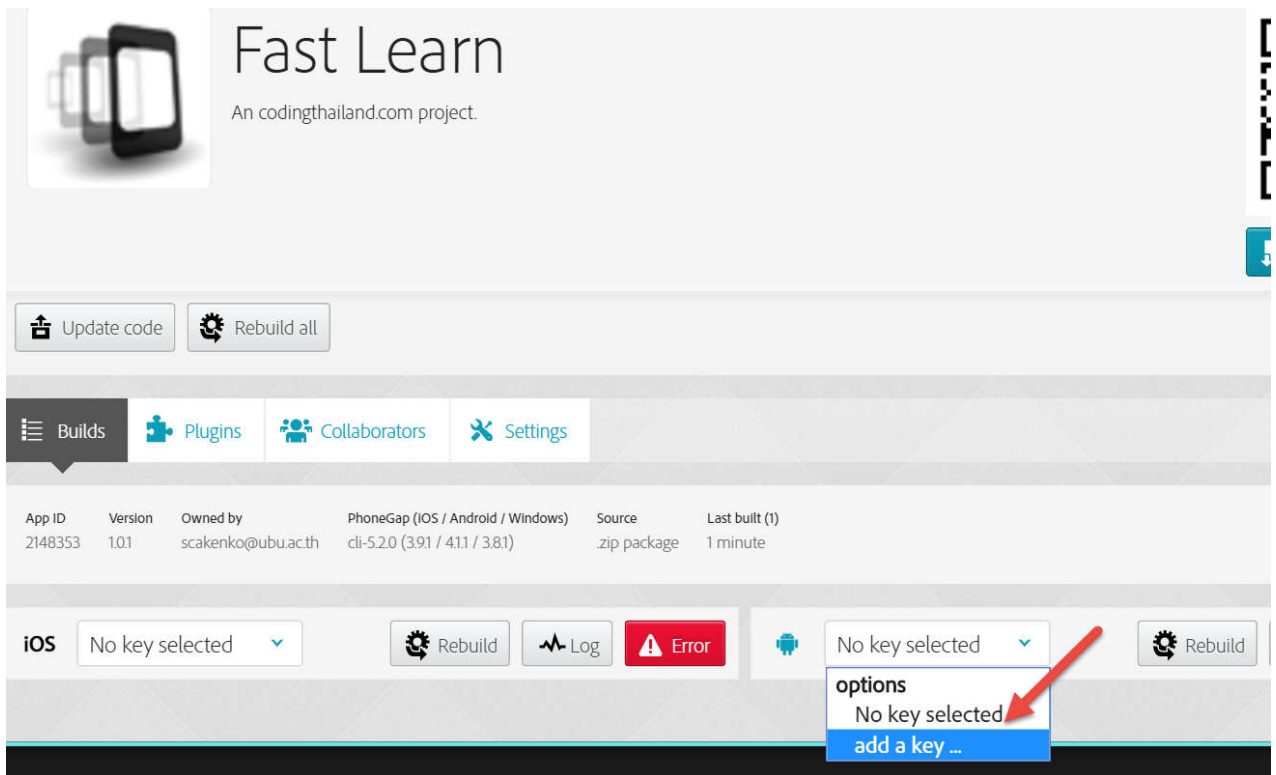 Fast Learn
An codingthailand.com project.
Update code Rebuild all
Builds Plugins Collaborators Settings
App ID Version Owned by PhoneGap (iOS / Android / Windows) Source Last built (1)
2148353 1.0.1 scakenko@ubu.ac.th cli-5.2.0 (3.9.1 / 4.1.1 / 3.8.1) .zip package 1 minute
iOS No key selected Rebuild Log Error No key selected Rebuild
options
No key selected
add a key ...